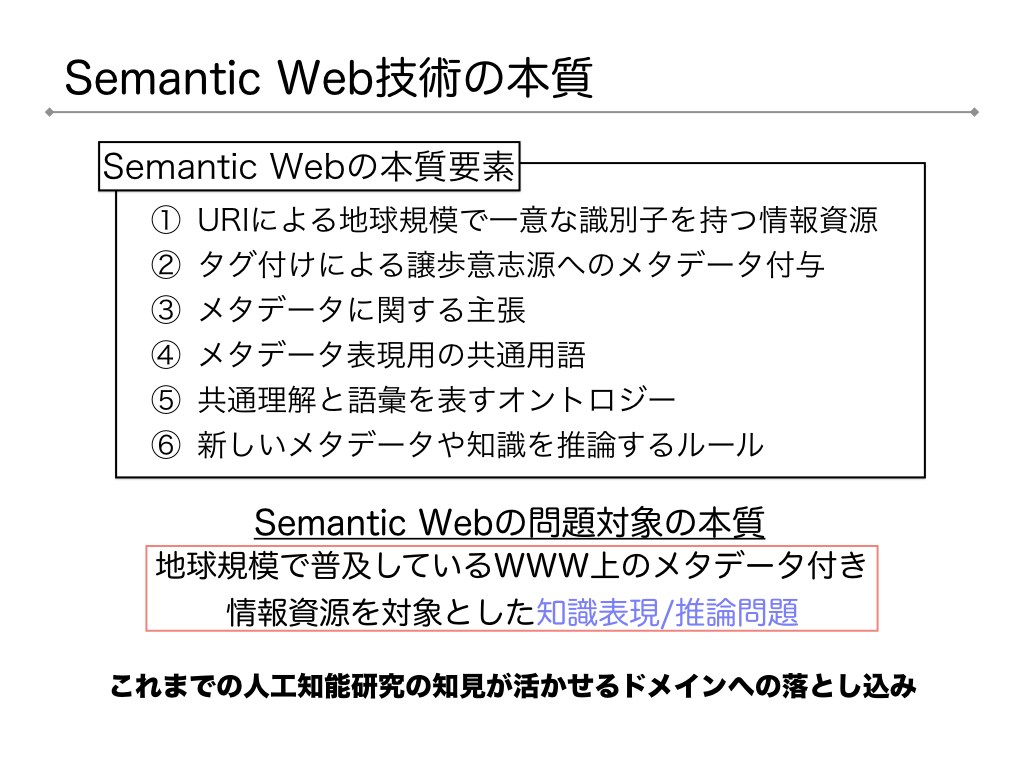 Semantic Web技術の本質
Semantic Webの本質要素
① URIによる地球規模で一意な識別子を持つ情報資源
② タグ付けによる譲歩意志源へのメタデータ付与
③ メタデータに関する主張
④ メタデータ表現用の共通用語
⑤ 共通理解と語彙を表すオントロジー
⑥ 新しいメタデータや知識を推論するルール
Semantic Webの問題対象の本質
地球規模で普及しているWWW上のメタデータ付き
情報資源を対象とした知識表現/推論問題
これまでの人工知能研究の知見が活かせるドメインへの落とし込み